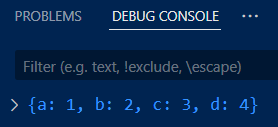 PROBLEMS DEBUG CONSOLE ...
Filter (e.g. text, !exclude, \escape)
> {a: 1, b: 2, c: 3, d: 4}